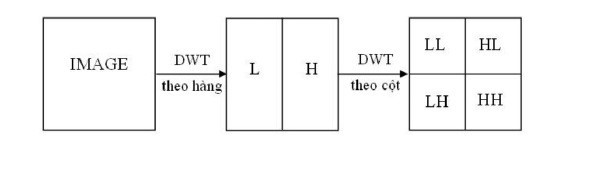 IMAGE
DWT
theo hàng
L
H
DWT
theo cột
LL
HL
LH
HH